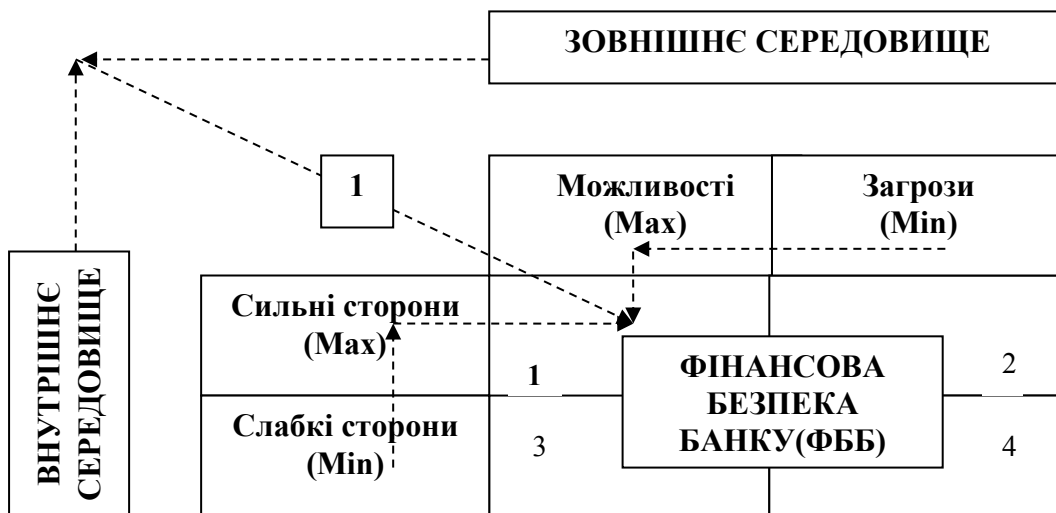 ЗОВНІШНЄ СЕРЕДОВИЩЕ
1
Можливості
(Max)
Загрози
(Min)
ВНУТРІШНЄ
СЕРЕДОВИЩЕ
Сильні сторони
(Max)
1
ФІНАНСОВА
БЕЗПЕКА
БАНКУ(ФББ)
2
Слабкі сторони
(Min)
3
4